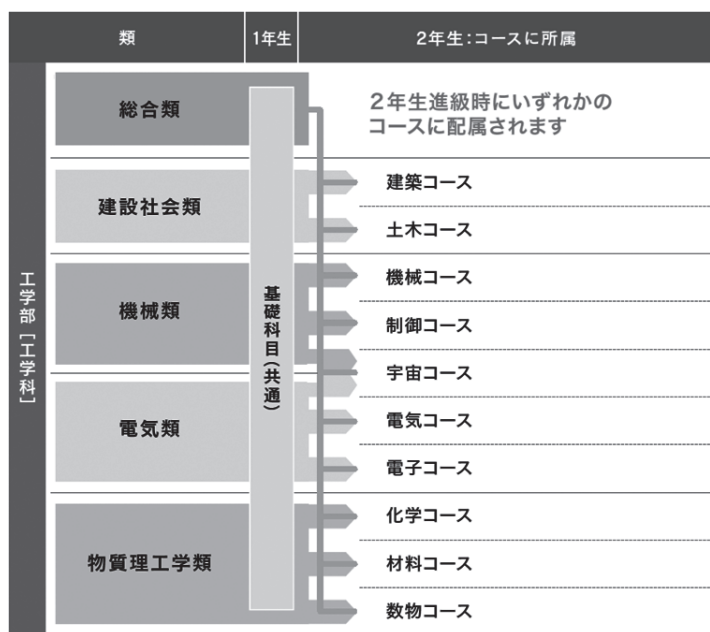 類
1年生
2年生：コースに所属
工学部［工学科］
基礎科目（共通）
総合類
2年生進級時にいずれかの
コースに配属されます
建設社会類
建築コース
土木コース
機械類
機械コース
制御コース
宇宙コース
電気類
電気コース
電子コース
物質理工学類
化学コース
材料コース
数物コース